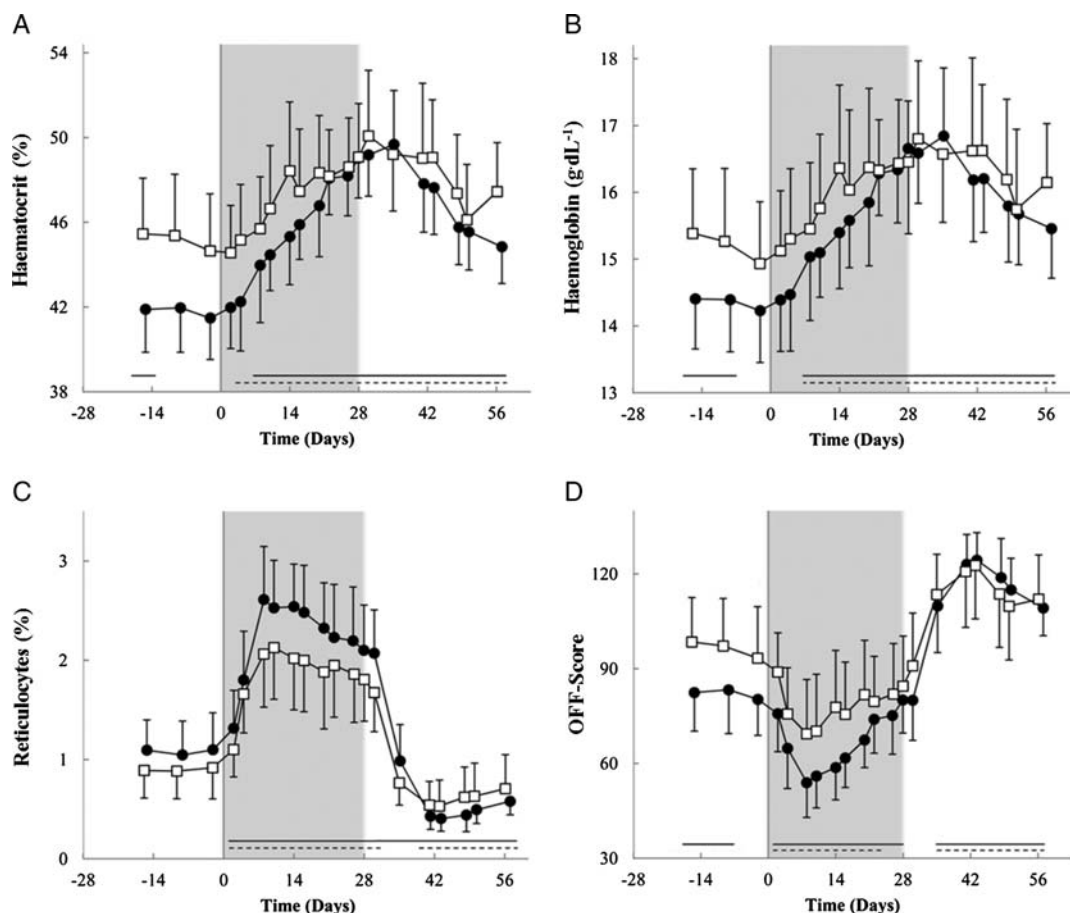 A
Haematocrit (%)
54
50
46
42
38
-28 -14 0 14 28 42 56
Time (Days)
B
Haemoglobin (g·dL⁻¹)
18
17
16
15
14
13
-28 -14 0 14 28 42 56
Time (Days)
C
Reticulocytes (%)
3
2
1
0
-28 -14 0 14 28 42 56
Time (Days)
D
OFF-Score
120
90
60
30
-28 -14 0 14 28 42 56
Time (Days)